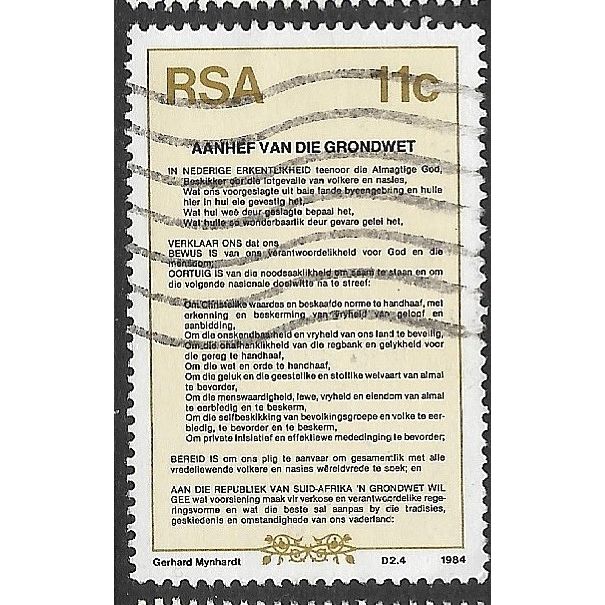 RSA 11c
AANHEF VAN DIE GRONDWET
IN NEDERIGE ERKENTLIKHEID teenoor die Almagtige God,
Beskikker oor die lotgevalle van volkere en nasies,
Wat ons voorgeslagte uit baie lande byeengebring en hulle
hier in hul eie gevestig het,
Wat hul weë deur geslagte bepaal het,
Wat hulle so wonderbaarlik deur gevare gelei het,
VERKLAAR ONS dat ons
BEWUS IS van ons verantwoordelikheid voor God en die
mensdom;
OORTUIG IS van die noodsaaklikheid om saam te staan en om
die volgende nasionale doelwitte na te streef:
Om Christelike waardes en beskaafde norme te handhaaf, met
erkenning en beskerming van vryheid van geloof en
aanbidding,
Om die onskendbaarheid en vryheid van ons land te beveilig,
Om die onafhanklikheid van die regbank en gelykheid voor
die gereg te handhaaf,
Om die wet en orde te handhaaf,
Om die geluk en die geestelike en stoflike welvaart van almal
te bevorder,
Om die menswaardigheid, lewe, vryheid en eiendom van almal
te eerbiedig en te beskerm,
Om die selfbeskikking van bevolkingsgroepe en volke te eer-
biedig, te bevorder en te beskerm,
Om private inisiatief en effektiewe mededinging te bevorder;
BEREID IS om ons plig te aanvaar om gesamentlik met alle
vredeliewende volkere en nasies wêreldvrede te soek; en
AAN DIE REPUBLIEK VAN SUID-AFRIKA 'N GRONDWET WIL
GEE wat voorsiening maak vir verkose en verantwoordelike rege-
ringsvorme en wat die beste sal aanpas by die tradisies,
geskiedenis en omstandighede van ons vaderland:
Gerhard Mynhardt D2.4 1984